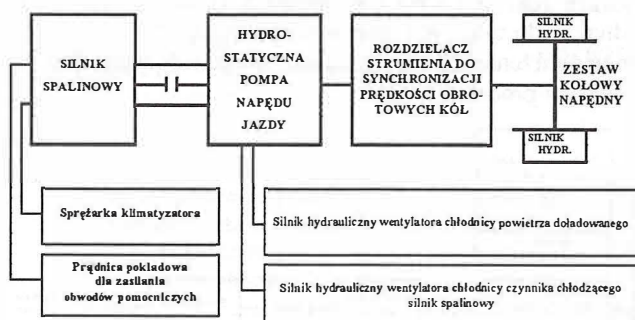 SILNIK
SPALINOWY
HYDRO-
STATYCZNA
POMPA
NAPĘDU
JAZDY
ROZDZIELACZ
STRUMIENIA DO
SYNCHRONIZACJI
PRĘDKOŚCI OBRO-
TOWYCH KÓŁ
SILNIK
HYDR.
ZESTAW
KOŁOWY
NAPĘDNY
SILNIK
HYDR.
Sprężarka klimatyzatora
Silnik hydrauliczny wentylatora chłodnicy powietrza doładowanego
Prądnica pokładowa
dla zasilania
obwodów pomocniczych
Silnik hydrauliczny wentylatora chłodnicy czynnika chłodzącego
silnik spalinowy